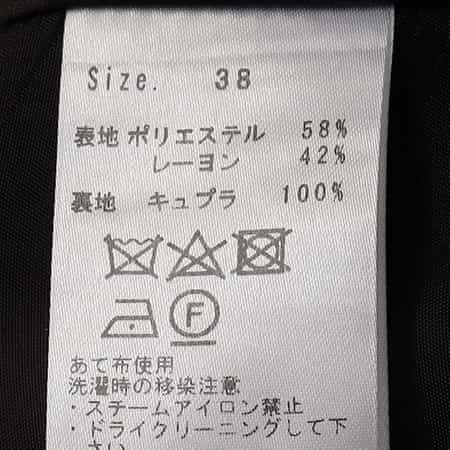 Size. 38
表地 ポリエステル 58%
レーヨン 42%
裏地 キュプラ 100%
F
あて布使用
洗濯時の移染注意
・スチームアイロン禁止
・ドライクリーニングして下
さい